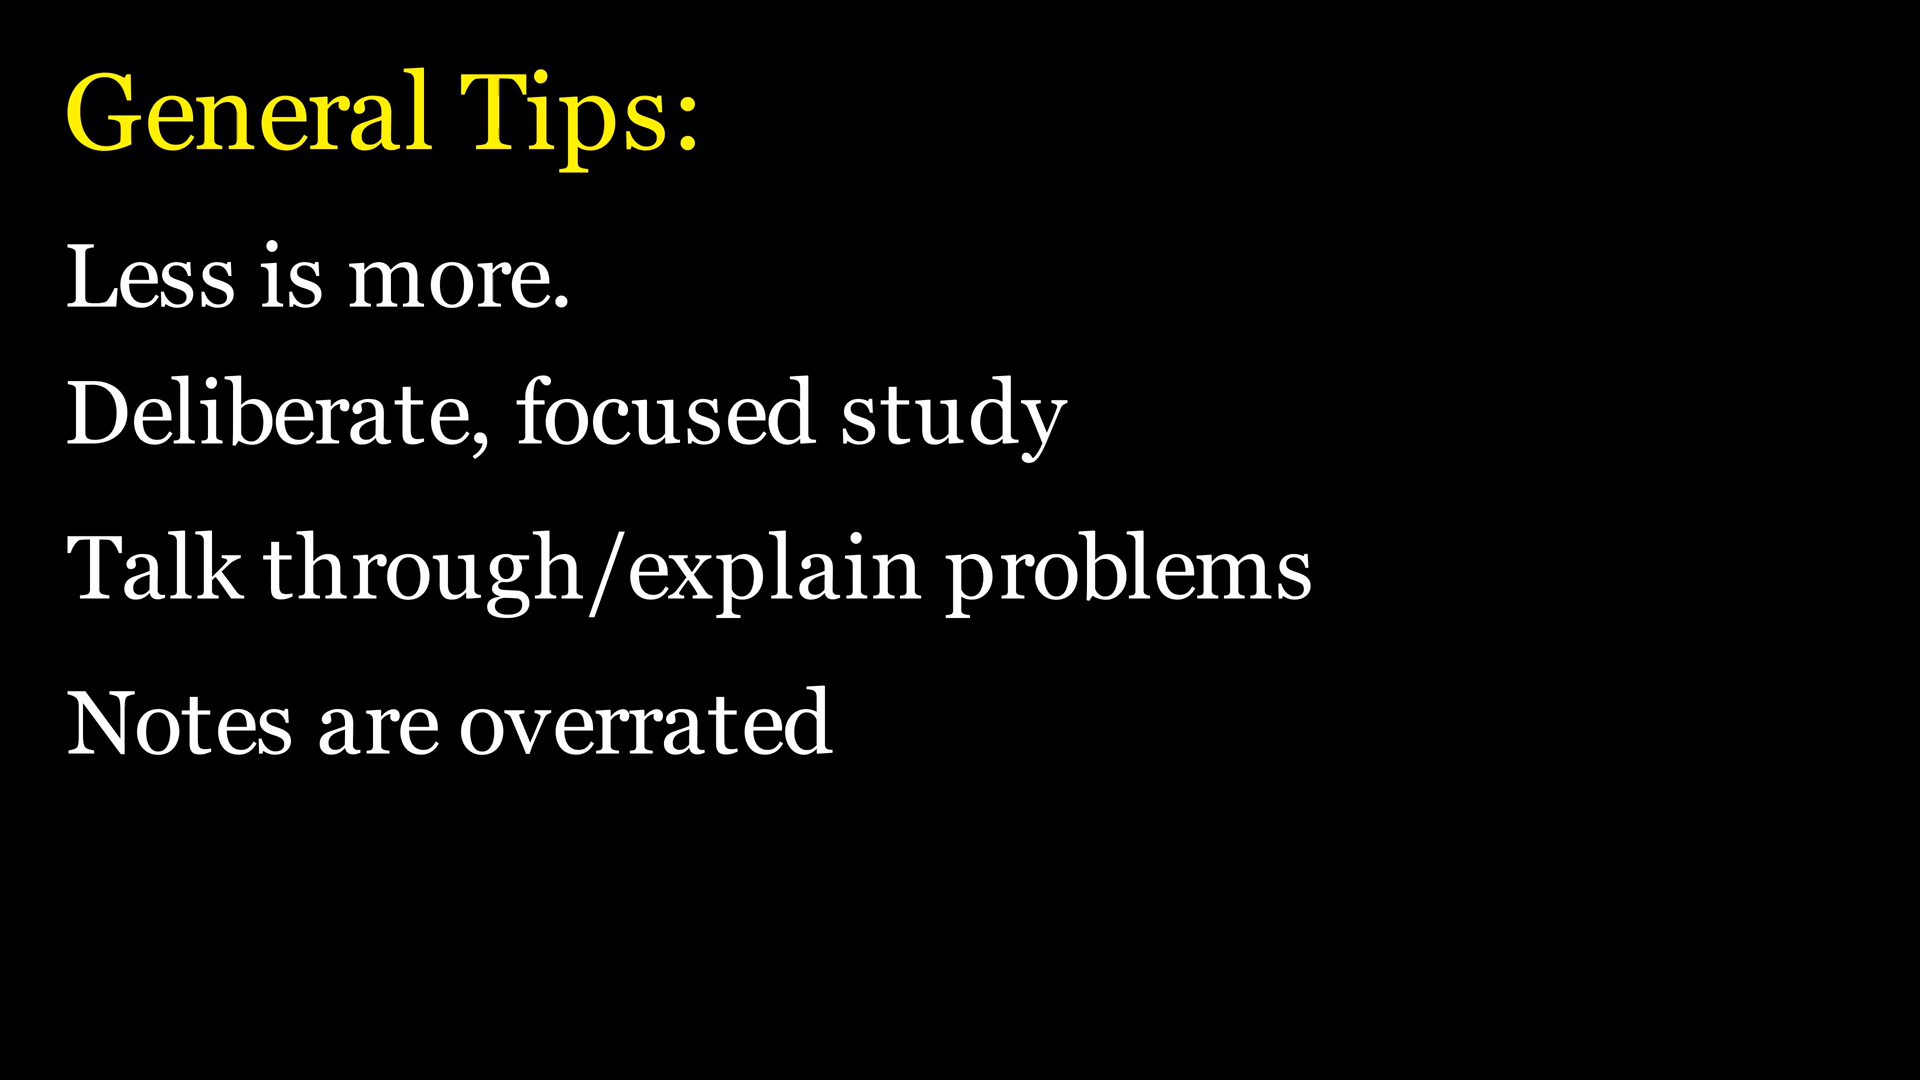 General Tips:
Less is more.
Deliberate, focused study
Talk through/explain problems
Notes are overrated